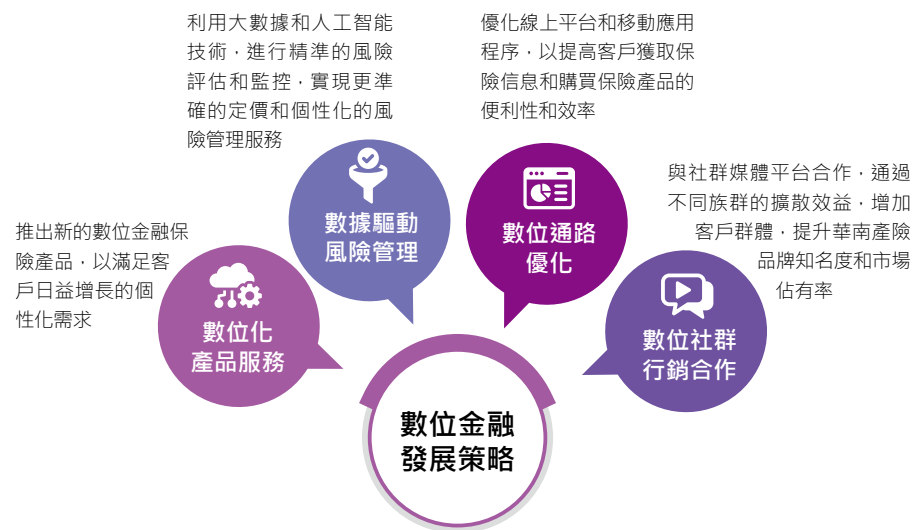 利用大數據和人工智能
技術，進行精準的風險
評估和監控，實現更準
確的定價和個性化的風
險管理服務
優化線上平台和移動應用
程序，以提高客戶獲取保
險信息和購買保險產品的
便利性和效率
與社群媒體平台合作，通過
不同族群的擴散效益，增加
客戶群體，提升華南產險
品牌知名度和市場
佔有率
推出新的數位金融保
險產品，以滿足客
戶日益增長的個
性化需求
數據驅動
風險管理
數位通路
優化
數位化
產品服務
數位社群
行銷合作
數位金融
發展策略